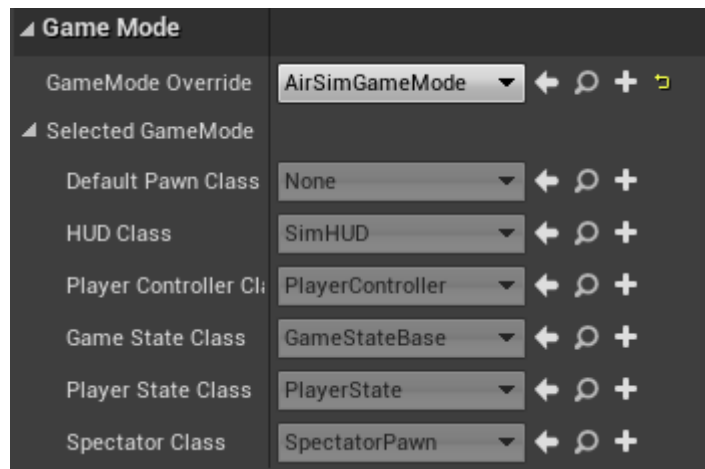 Game Mode
GameMode Override AirSimGameMode
Selected GameMode
Default Pawn Class None
HUD Class SimHUD
Player Controller Cl PlayerController
Game State Class GameStateBase
Player State Class PlayerState
Spectator Class SpectatorPawn